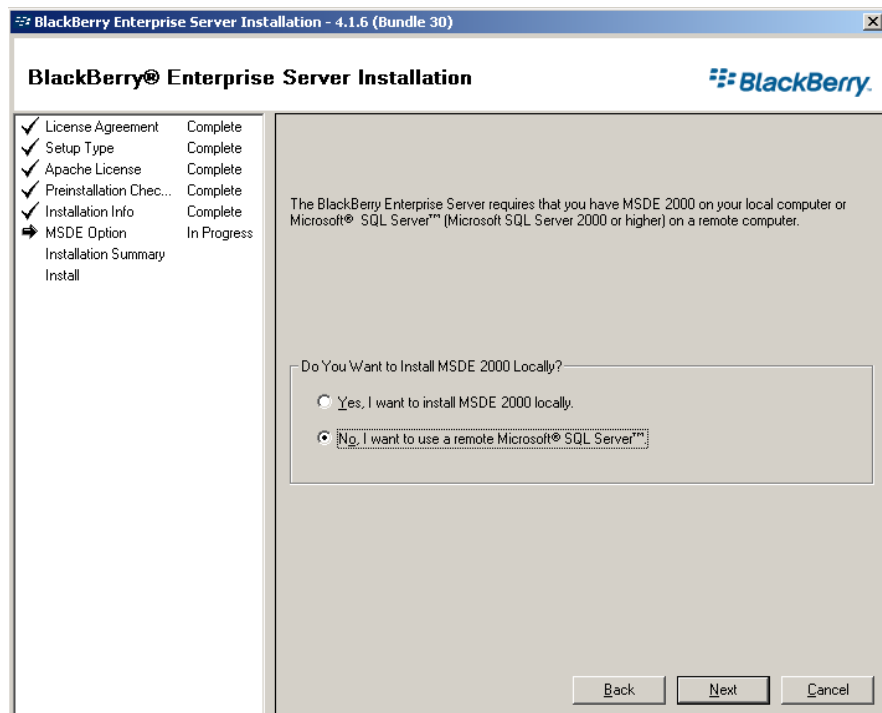 BlackBerry Enterprise Server Installation - 4.1.6 (Bundle 30)
BlackBerry® Enterprise Server Installation
BlackBerry.
License Agreement Complete
Setup Type Complete
Apache License Complete
Preinstallation Chec... Complete
Installation Info Complete
MSDE Option In Progress
Installation Summary
Install
The BlackBerry Enterprise Server requires that you have MSDE 2000 on your local computer or
Microsoft® SQL Server™ (Microsoft SQL Server 2000 or higher) on a remote computer.
Do You Want to Install MSDE 2000 Locally?
Yes, I want to install MSDE 2000 locally.
No, I want to use a remote Microsoft® SQL Server™.
Back Next Cancel